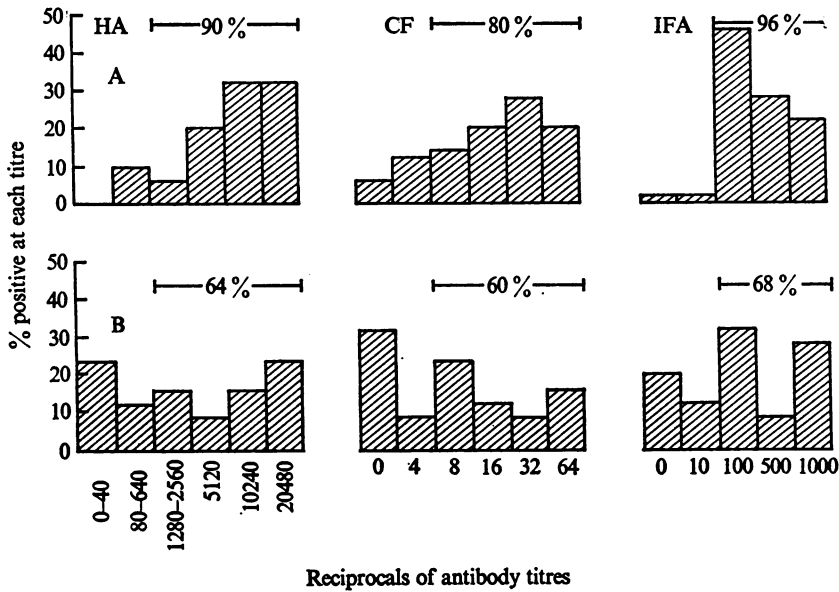 HA 90 % CF 80 % IFA 96 %
50
40
30
20
10
0
A
64 % 60 % 68 %
50
40
30
20
10
0
B
% positive at each titre
0–40 80–640 1280–2560 5120 10240 20480
0 4 8 16 32 64
0 10 100 500 1000
Reciprocals of antibody titres